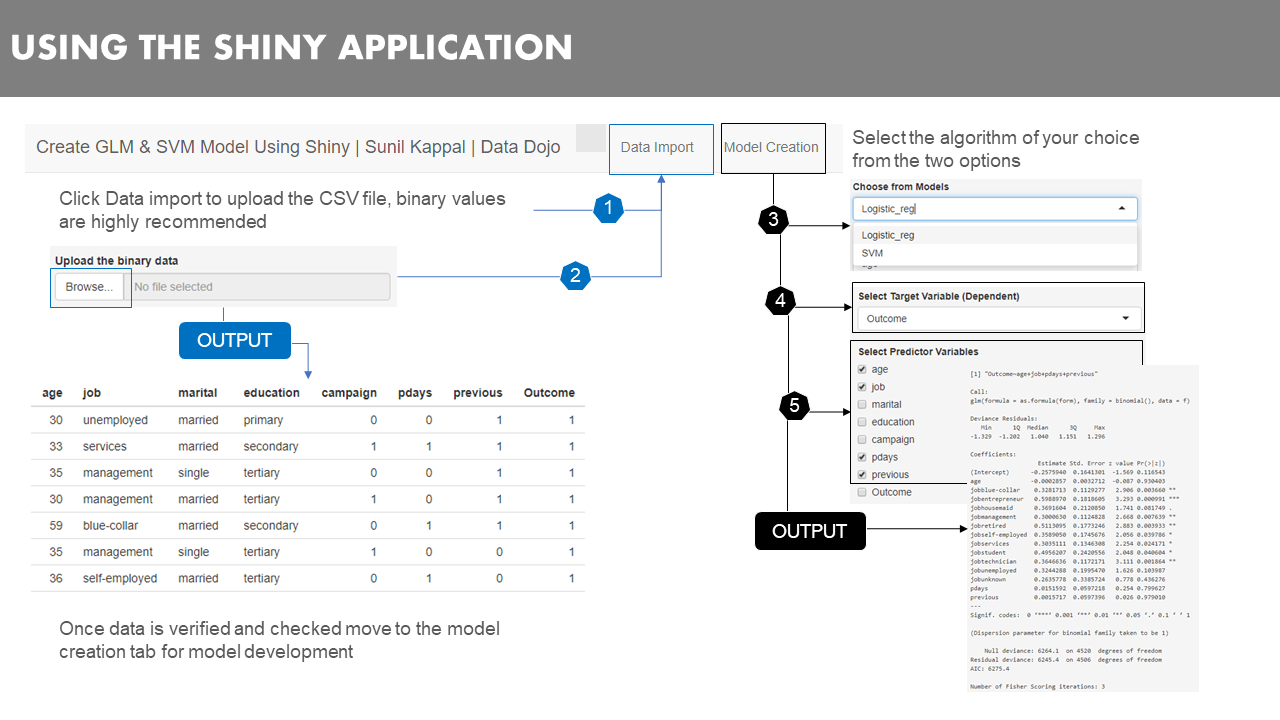 USING THE SHINY APPLICATION
Create GLM & SVM Model Using Shiny | Sunil Kappal | Data Dojo
Data Import
Model Creation
Click Data import to upload the CSV file, binary values
are highly recommended
1
Upload the binary data
Browse...
No file selected
2
OUTPUT
age job marital education campaign pdays previous Outcome
30 unemployed married primary 0 0 1 1
33 services married secondary 1 1 1 1
35 management single tertiary 0 0 1 1
30 management married tertiary 1 0 1 1
59 blue-collar married secondary 0 1 1 1
35 management single tertiary 1 0 0 1
36 self-employed married tertiary 0 1 0 1
Once data is verified and checked move to the model
creation tab for model development
Select the algorithm of your choice
from the two options
3
Choose from Models
Logistic_reg
Logistic_reg
SVM
age
4
Select Target Variable (Dependent)
Outcome
5
Select Predictor Variables
age
job
marital
education
campaign
pdays
previous
Outcome
OUTPUT
[1] "Outcome~age+job+pdays+previous"
Call:
glm(formula = as.formula(form), family = binomial(), data = f)
Deviance Residuals:
Min 1Q Median 3Q Max
-1.329 -1.202 1.040 1.151 1.296
Coefficients:
Estimate Std. Error z value Pr(>|z|)
(Intercept) -0.2575940 0.1641301 -1.569 0.116543
age -0.0002857 0.0032712 -0.087 0.930403
jobblue-collar 0.3281713 0.1129277 2.906 0.003660 **
jobentrepreneur 0.5988970 0.1818605 3.293 0.000991 ***
jobhousemaid 0.3691604 0.2120850 1.741 0.081749 .
jobmanagement 0.3000630 0.1124828 2.668 0.007639 **
jobretired 0.5113095 0.1773246 2.883 0.003933 **
jobself-employed 0.3589050 0.1745676 2.056 0.039786 *
jobservices 0.3035111 0.1346308 2.254 0.024171 *
jobstudent 0.4956207 0.2420556 2.048 0.040604 *
jobtechnician 0.3646636 0.1172171 3.111 0.001864 **
jobunemployed 0.3244288 0.1995470 1.626 0.103987
jobunknown 0.2635778 0.3385724 0.778 0.436276
pdays 0.0151592 0.0597218 0.254 0.799627
previous 0.0015717 0.0597396 0.026 0.979010
---
Signif. codes: 0 ‘***’ 0.001 ‘**’ 0.01 ‘*’ 0.05 ‘.’ 0.1 ‘ ’ 1
(Dispersion parameter for binomial family taken to be 1)
Null deviance: 6264.1 on 4520 degrees of freedom
Residual deviance: 6245.4 on 4506 degrees of freedom
AIC: 6275.4
Number of Fisher Scoring iterations: 3